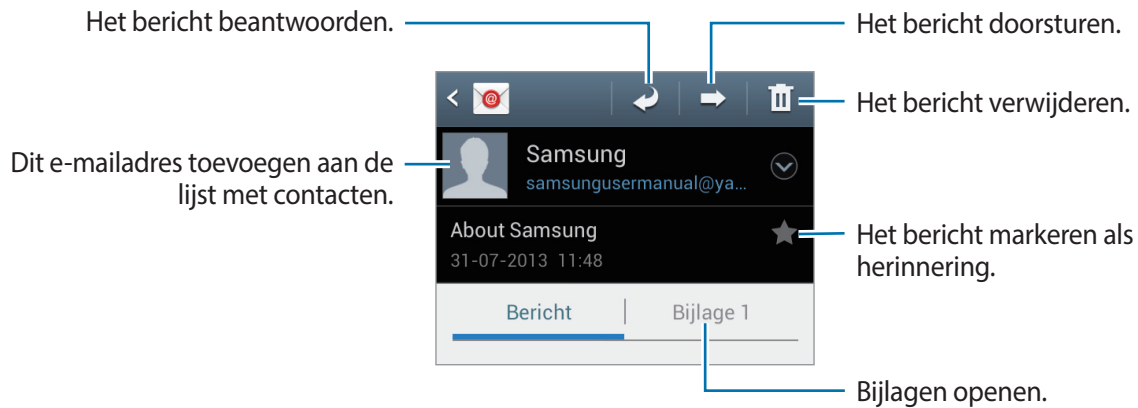 Het bericht beantwoorden.
Het bericht doorsturen.
Het bericht verwijderen.
Dit e-mailadres toevoegen aan de
lijst met contacten.
Samsung
samsungusermanual@ya...
About Samsung
31-07-2013 11:48
Het bericht markeren als
herinnering.
Bericht
Bijlage 1
Bijlagen openen.